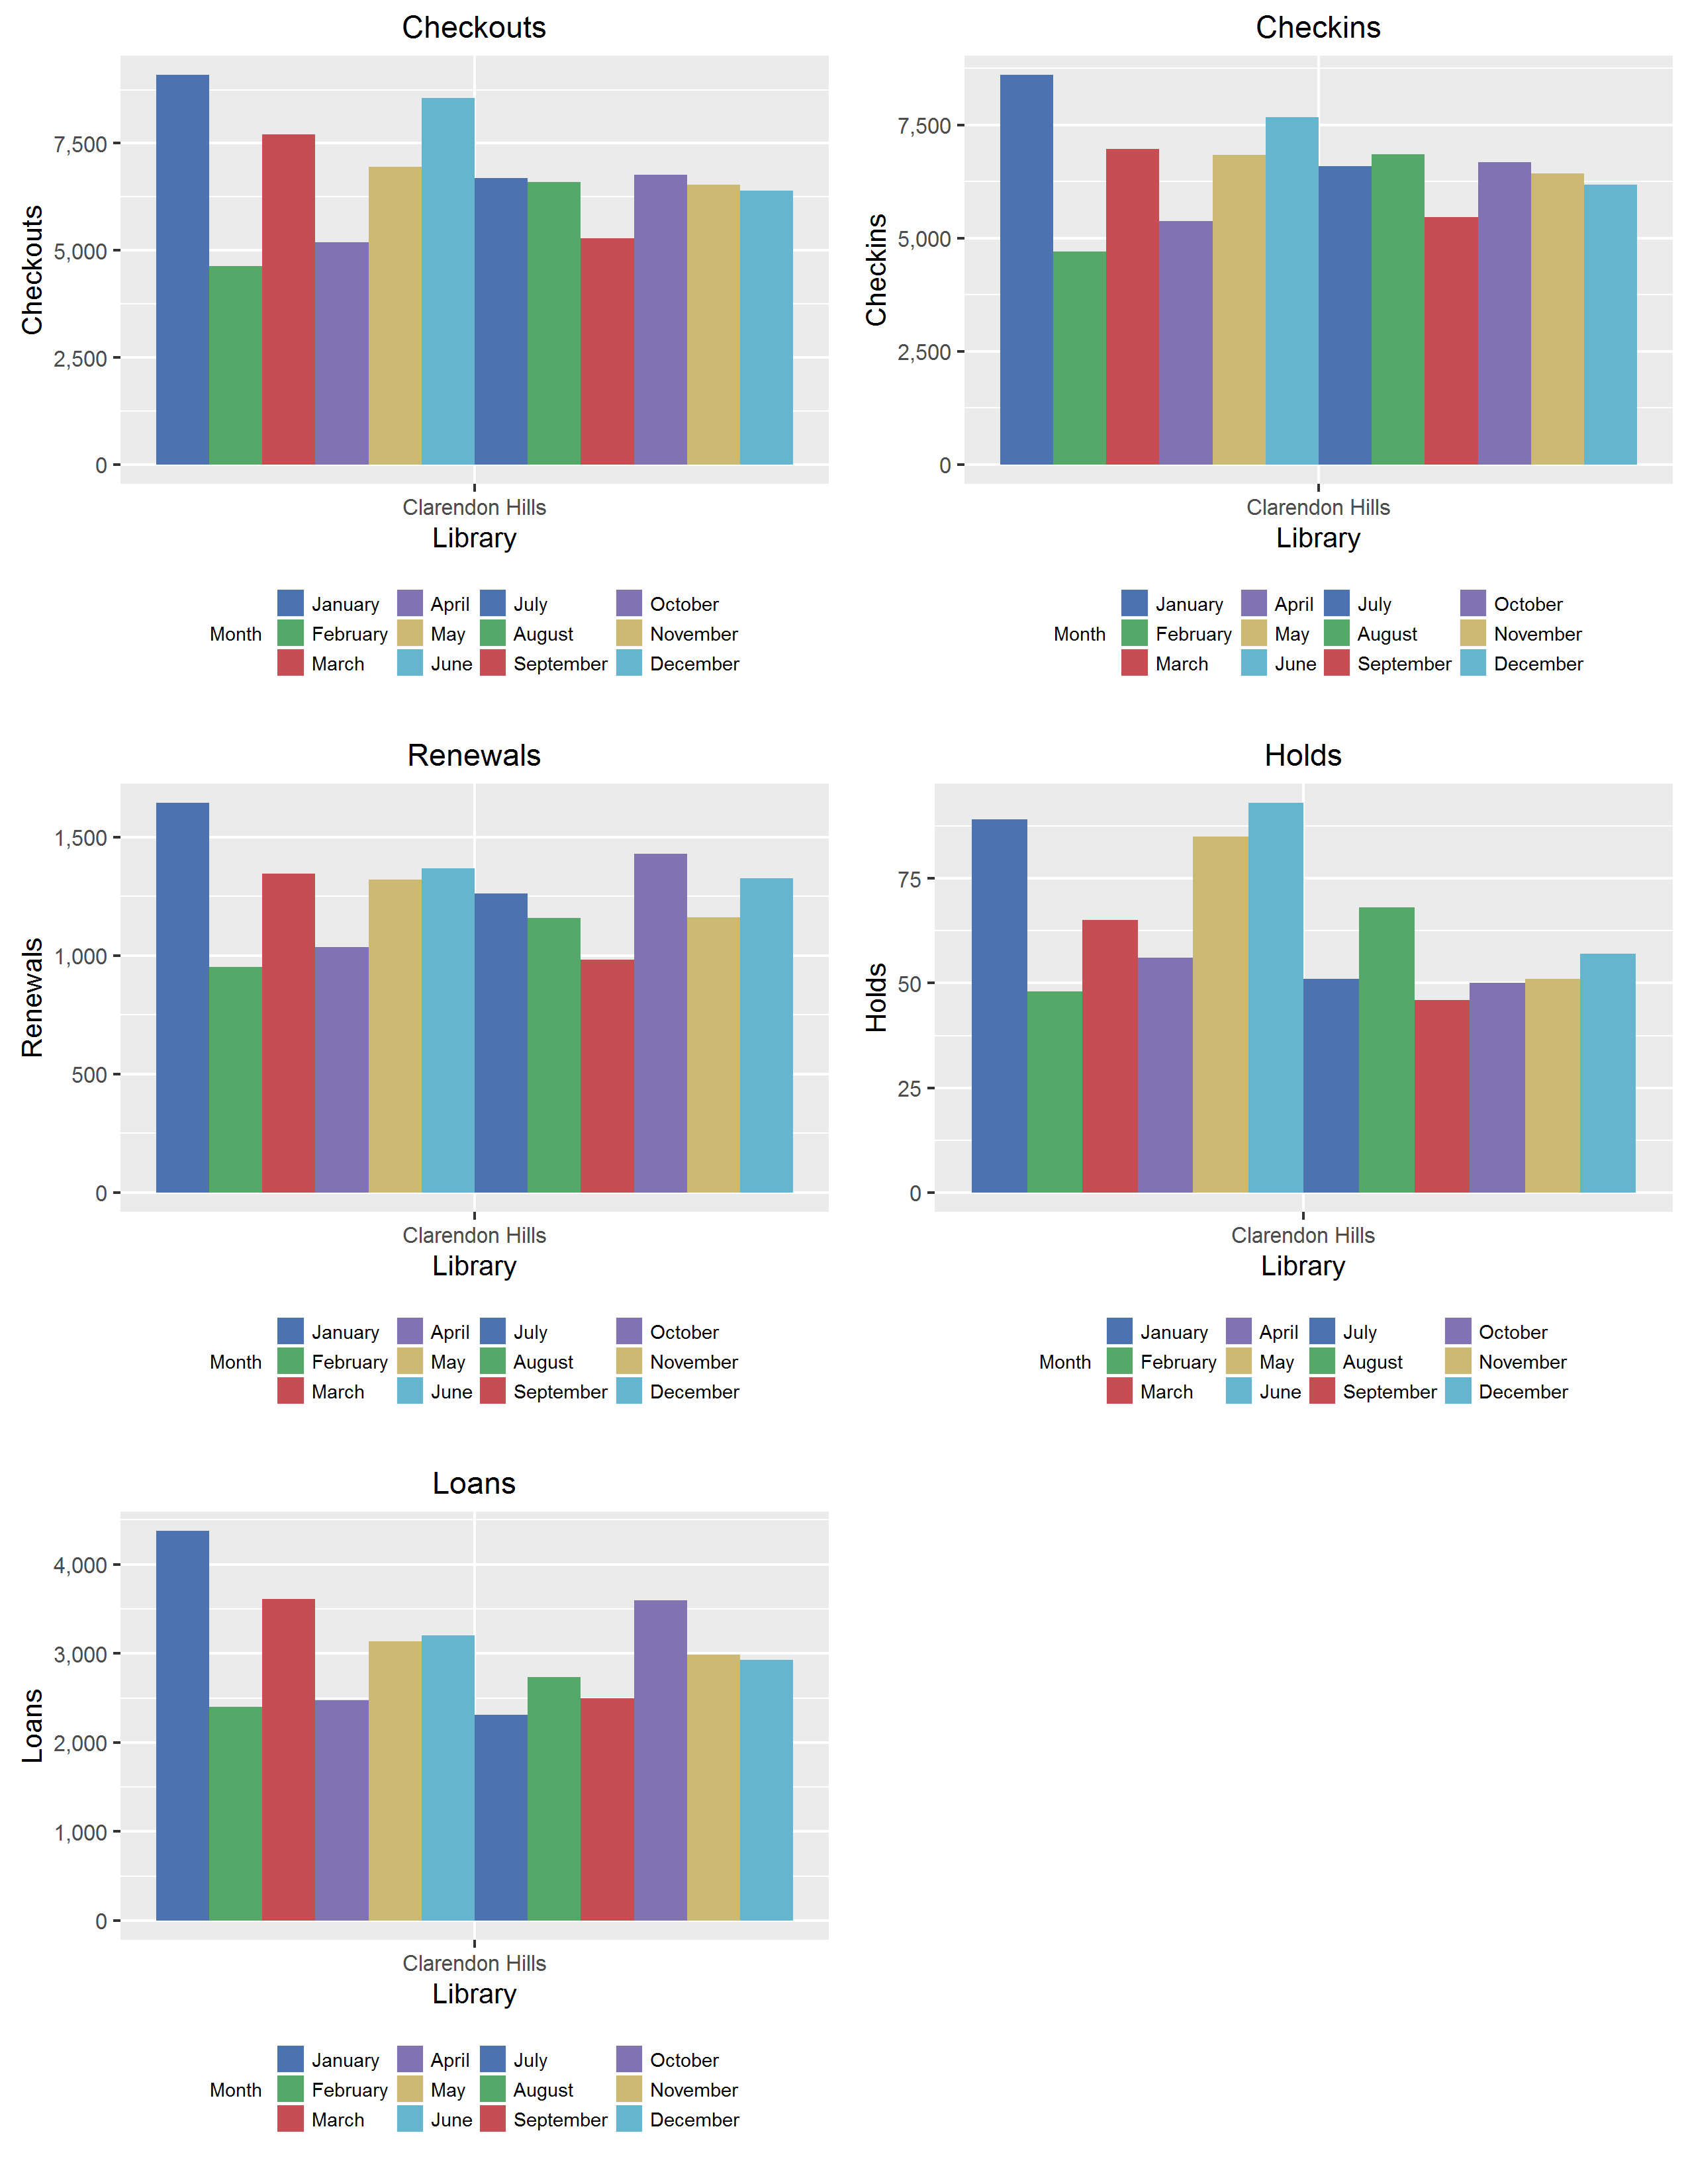 Checkouts
Checkouts
7,500
5,000
2,500
0
Clarendon Hills
Library
Month
January April July October
February May August November
March June September December
Checkins
Checkins
7,500
5,000
2,500
0
Clarendon Hills
Library
Month
January April July October
February May August November
March June September December
Renewals
Renewals
1,500
1,000
500
0
Clarendon Hills
Library
Month
January April July October
February May August November
March June September December
Holds
Holds
75
50
25
0
Clarendon Hills
Library
Month
January April July October
February May August November
March June September December
Loans
Loans
4,000
3,000
2,000
1,000
0
Clarendon Hills
Library
Month
January April July October
February May August November
March June September December